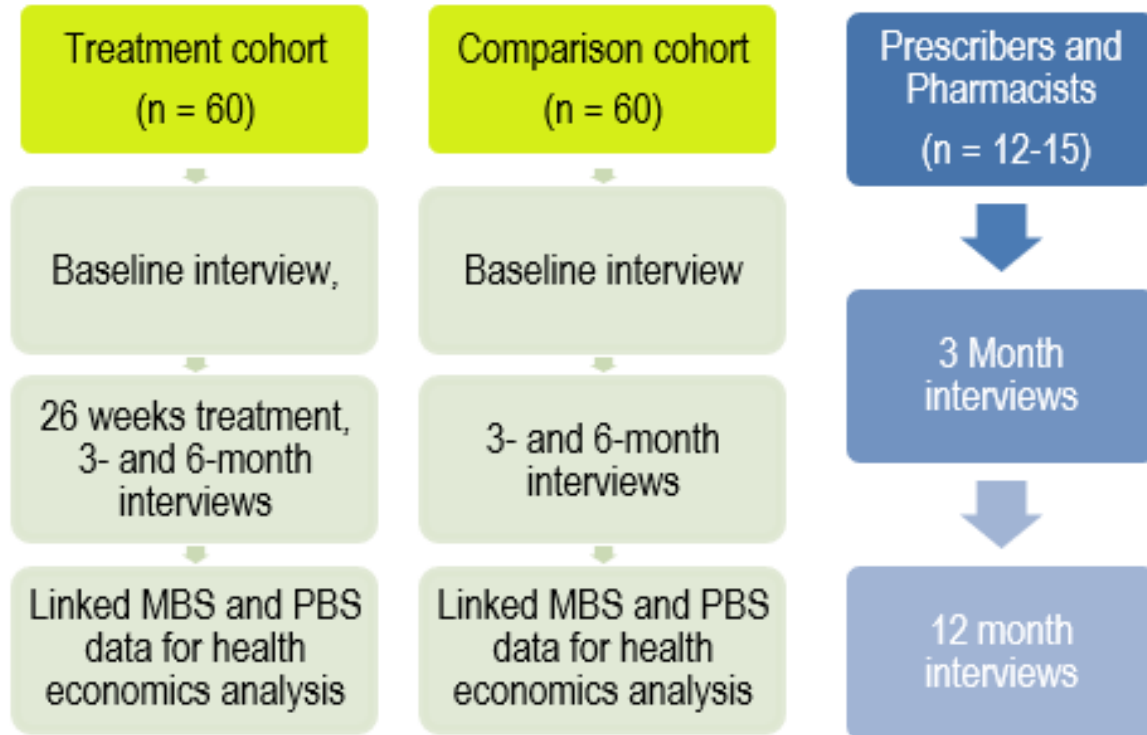 Treatment cohort
(n = 60)
Baseline interview,
26 weeks treatment,
3- and 6-month
interviews
Linked MBS and PBS
data for health
economics analysis
Comparison cohort
(n = 60)
Baseline interview
3- and 6-month
interviews
Linked MBS and PBS
data for health
economics analysis
Prescribers and
Pharmacists
(n = 12-15)
3 Month
interviews
12 month
interviews